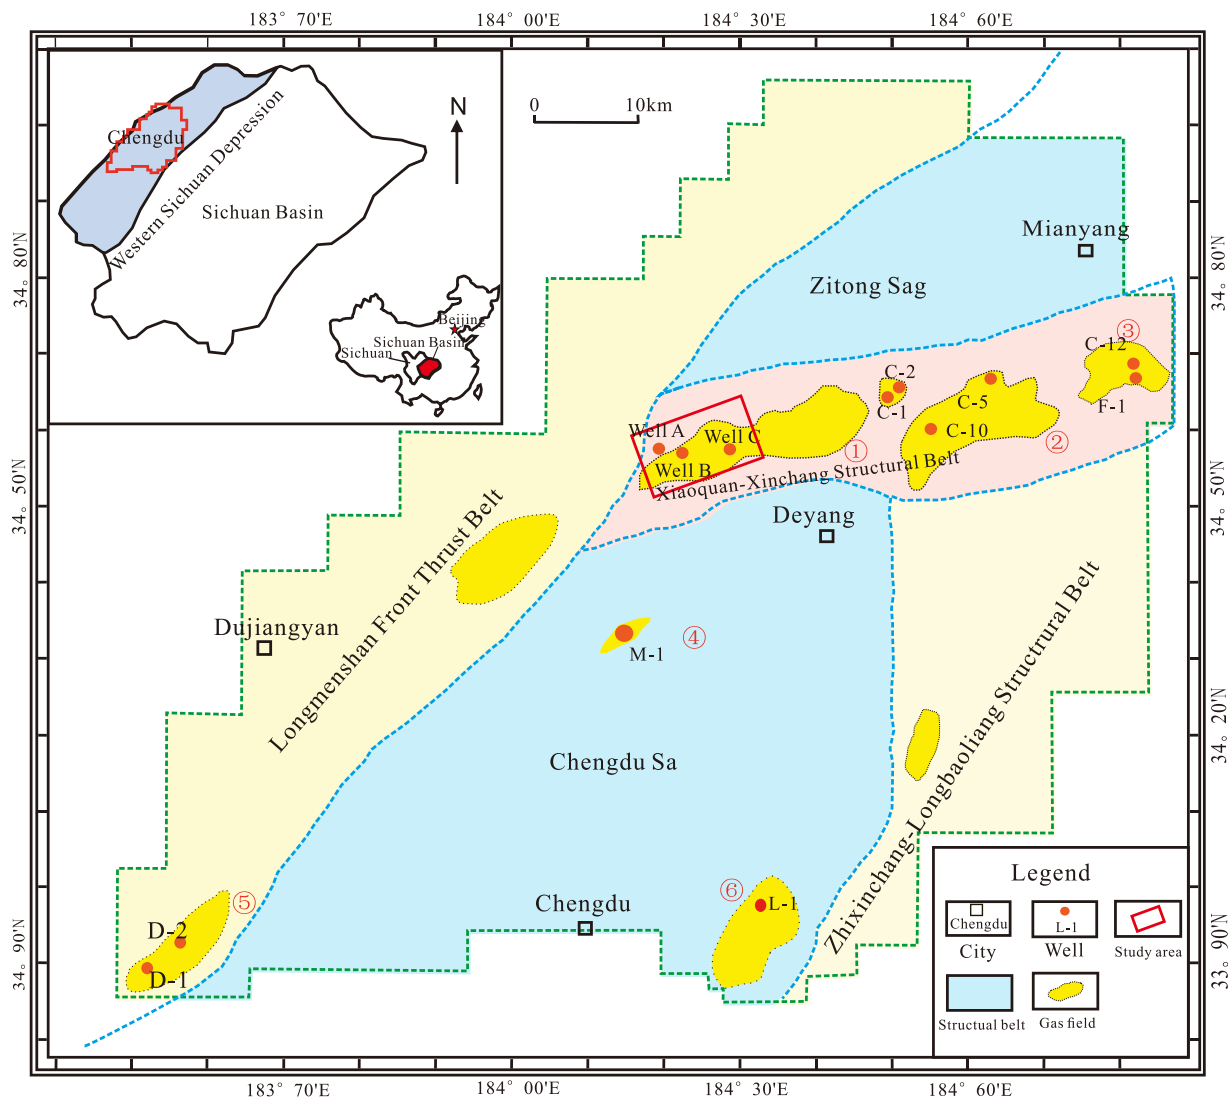 183° 70'E
184° 00'E
184° 30'E
184° 60'E
34° 80'N
34° 50'N
34° 90'N
34° 80'N
34° 50'N
34° 20'N
33° 90'N
Chengdu
Western Sichuan Depression
Sichuan Basin
N
Beijing
Sichuan Basin
Sichuan
0 10km
Mianyang
Zitong Sag
③
C-12
F-1
C-2
C-1
C-5
C-10
②
Well A
Well C
Well B
①
Xiaoquan-Xinchang Structural Belt
Deyang
Longmenshan Front Thrust Belt
Dujiangyan
④
M-1
Chengdu Sa
Zhixinchang-Longbaoliang Structrural Belt
⑤
D-2
D-1
Chengdu
⑥
L-1
Legend
Chengdu
City
L-1
Well
Study area
Structual belt
Gas field
183° 70'E
184° 00'E
184° 30'E
184° 60'E